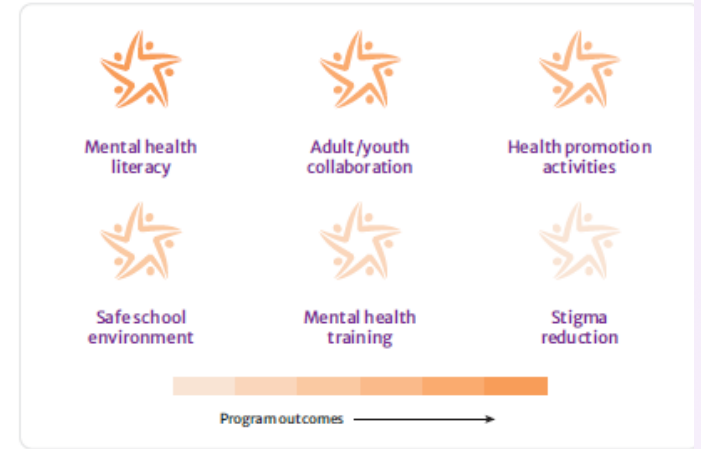 Mental health
literacy
Adult/youth
collaboration
Health promotion
activities
Safe school
environment
Mental health
training
Stigma
reduction
Program outcomes